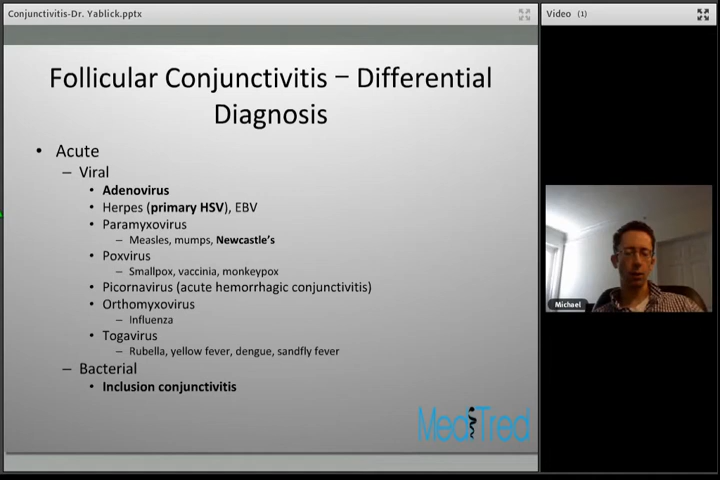 Conjunctivitis-Dr. Yablick.pptx
Video (1)
Follicular Conjunctivitis – Differential
Diagnosis
• Acute
– Viral
• Adenovirus
• Herpes (primary HSV), EBV
• Paramyxovirus
– Measles, mumps, Newcastle's
• Poxvirus
– Smallpox, vaccinia, monkeypox
• Picornavirus (acute hemorrhagic conjunctivitis)
• Orthomyxovirus
– Influenza
• Togavirus
– Rubella, yellow fever, dengue, sandfly fever
– Bacterial
• Inclusion conjunctivitis
MediTred
Michael